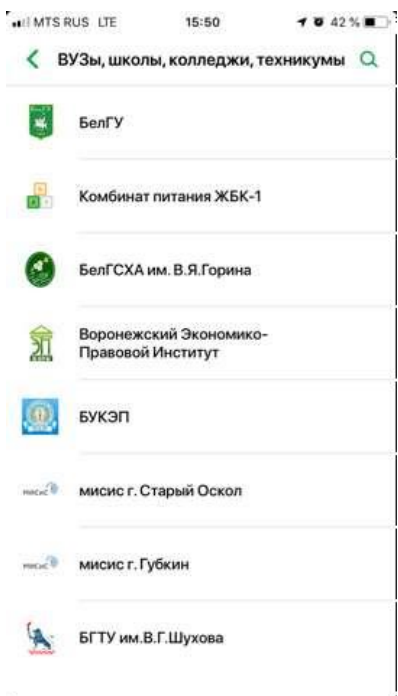 MTS RUS LTE 15:50 42 %
ВУЗы, школы, колледжи, техникумы
БелГУ
Комбинат питания ЖБК-1
БелГСХА им. В.Я.Горина
Воронежский Экономико-
Правовой Институт
БУКЭП
мисис г. Старый Оскол
мисис г. Губкин
БГТУ им.В.Г.Шухова